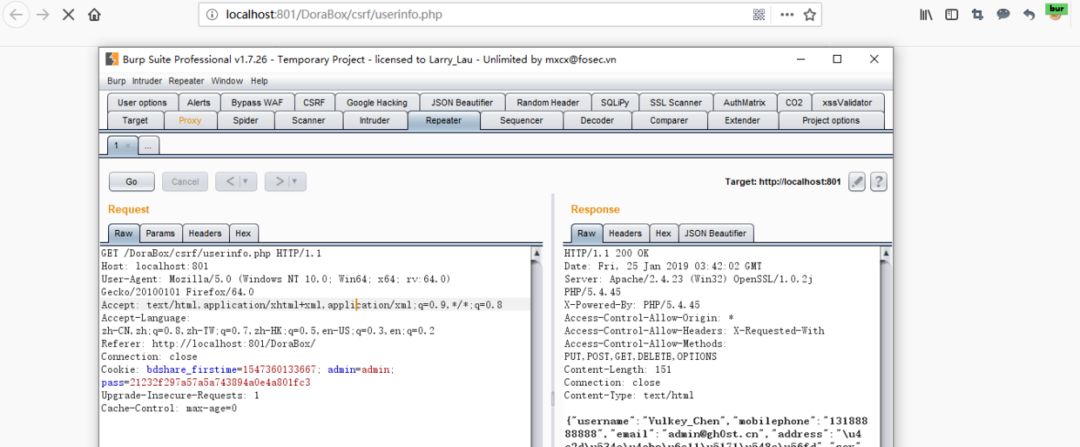 localhost:801/DoraBox/csrf/userinfo.php
bur
Burp Suite Professional v1.7.26 - Temporary Project - licensed to Larry_Lau - Unlimited by mxcx@fosec.vn
Burp Intruder Repeater Window Help
User options Alerts Bypass WAF CSRF Google Hacking JSON Beautifier Random Header SQLiPy SSL Scanner AuthMatrix CO2 xssValidator
Target Proxy Spider Scanner Intruder Repeater Sequencer Decoder Comparer Extender Project options
1 × ...
Go Cancel < > Target: http://localhost:801 ?
Request
Raw Params Headers Hex
GET /DoraBox/csrf/userinfo.php HTTP/1.1
Host: localhost:801
User-Agent: Mozilla/5.0 (Windows NT 10.0; Win64; x64; rv:64.0)
Gecko/20100101 Firefox/64.0
Accept: text/html,application/xhtml+xml,application/xml;q=0.9,*/*;q=0.8
Accept-Language:
zh-CN,zh;q=0.8,zh-TW;q=0.7,zh-HK;q=0.5,en-US;q=0.3,en;q=0.2
Referer: http://localhost:801/DoraBox/
Connection: close
Cookie: bdshare_firstime=1547360133667; admin=admin;
pass=21232f297a57a5a743894a0e4a801fc3
Upgrade-Insecure-Requests: 1
Cache-Control: max-age=0
Response
Raw Headers Hex JSON Beautifier
HTTP/1.1 200 OK
Date: Fri, 25 Jan 2019 03:42:02 GMT
Server: Apache/2.4.23 (Win32) OpenSSL/1.0.2j
PHP/5.4.45
X-Powered-By: PHP/5.4.45
Access-Control-Allow-Origin: *
Access-Control-Allow-Headers: X-Requested-With
Access-Control-Allow-Methods:
PUT,POST,GET,DELETE,OPTIONS
Content-Length: 151
Connection: close
Content-Type: text/html
{"username":"Vulkey_Chen","mobilephone":"131888
88888","email":"admin@gh0st.cn","address":"\u4